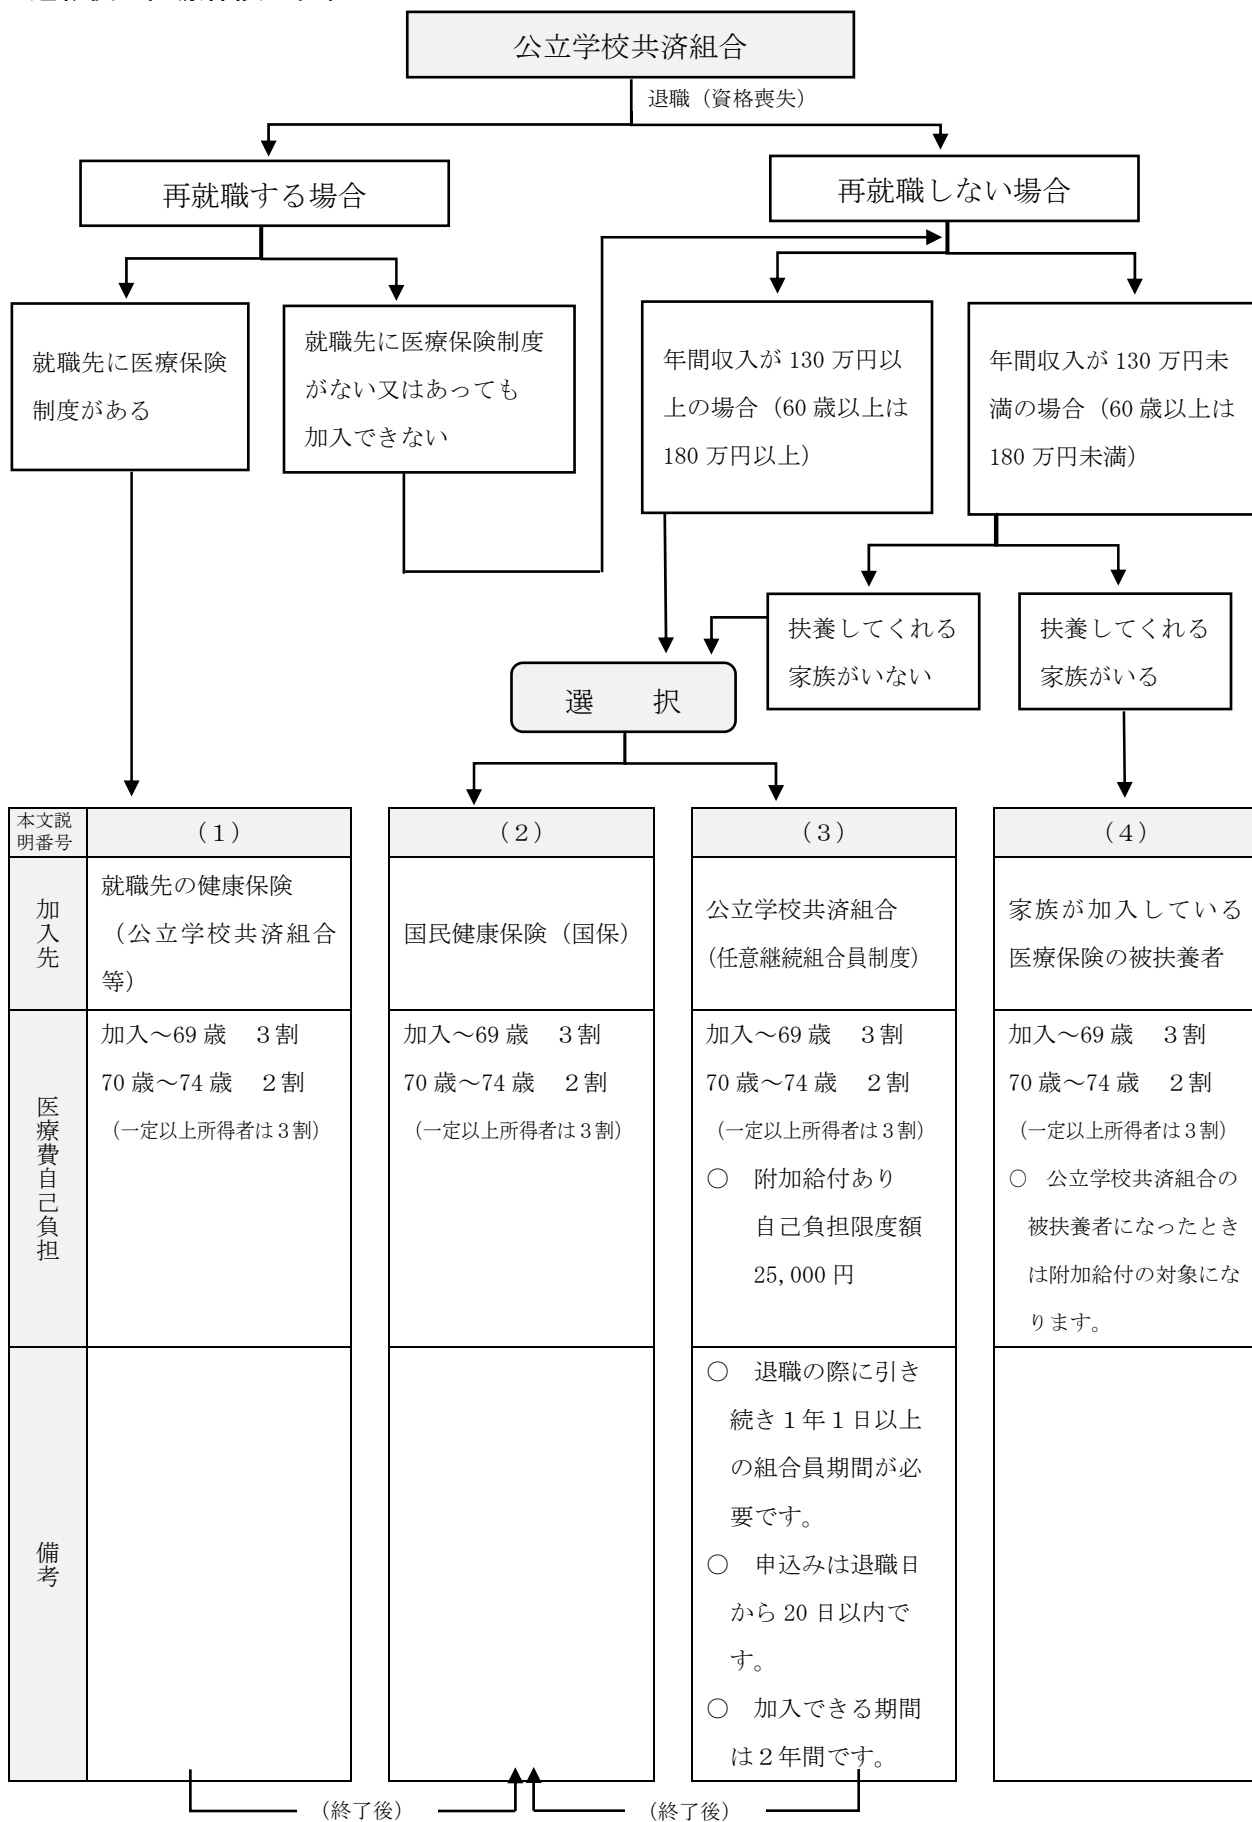 公立学校共済組合
退職（資格喪失）
再就職する場合
再就職しない場合
就職先に医療保険
制度がある
就職先に医療保険制度
がない又はあっても
加入できない
年間収入が 130 万円以
上の場合（60 歳以上は
180 万円以上）
年間収入が 130 万円未
満の場合（60 歳以上は
180 万円未満）
扶養してくれる
家族がいない
扶養してくれる
家族がいる
選　択
本文説
明番号
（１）
（２）
（３）
（４）
加入先
就職先の健康保険
（公立学校共済組合
等）
国民健康保険（国保）
公立学校共済組合
（任意継続組合員制度）
家族が加入している
医療保険の被扶養者
医療費自己負担
加入～69 歳　３割
70 歳～74 歳　２割
（一定以上所得者は３割）
加入～69 歳　３割
70 歳～74 歳　２割
（一定以上所得者は３割）
加入～69 歳　３割
70 歳～74 歳　２割
（一定以上所得者は３割）
○　附加給付あり
自己負担限度額
25,000 円
加入～69 歳　３割
70 歳～74 歳　２割
（一定以上所得者は３割）
○　公立学校共済組合の
被扶養者になったとき
は附加給付の対象にな
ります。
備考
○　退職の際に引き
続き１年１日以上
の組合員期間が必
要です。
○　申込みは退職日
から 20 日以内で
す。
○　加入できる期間
は２年間です。
（終了後）
（終了後）